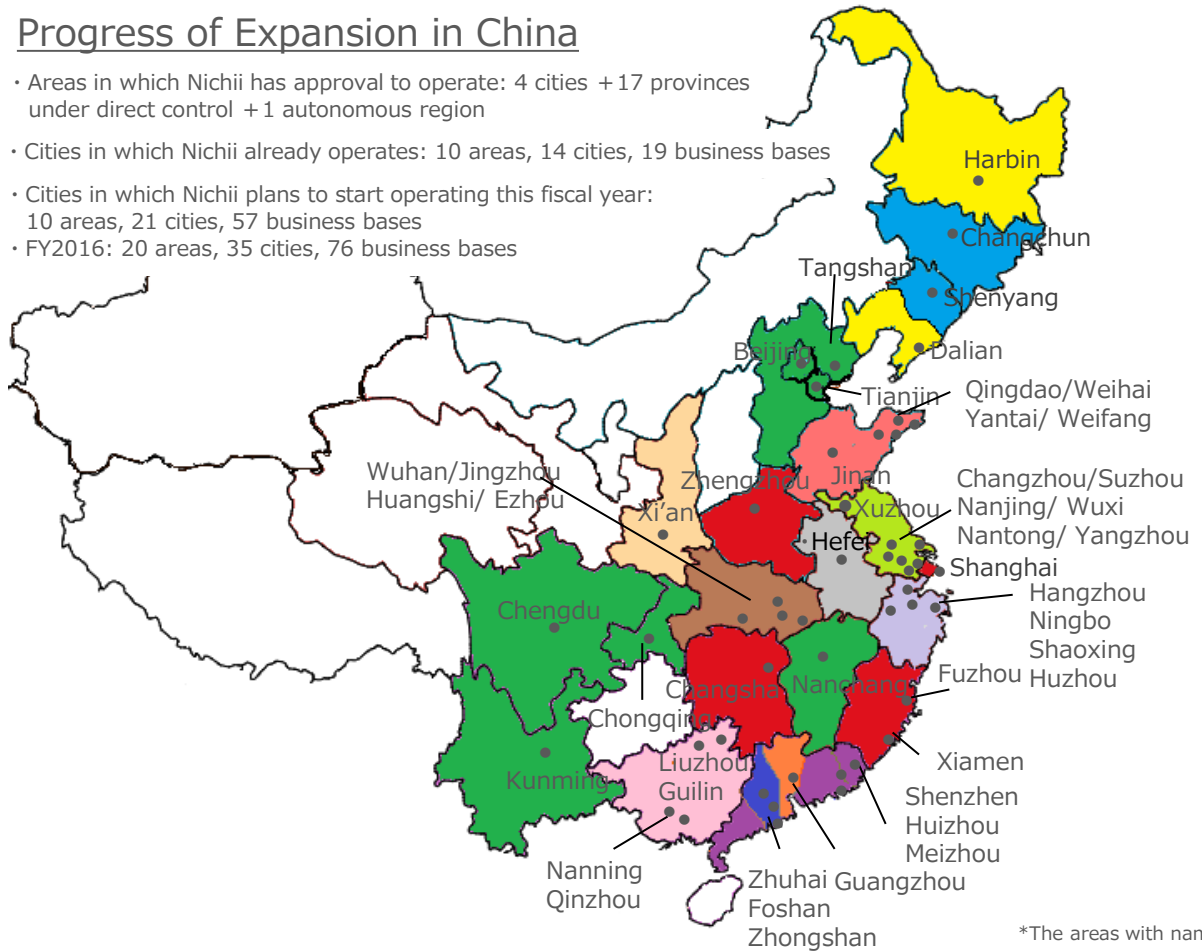 Progress of Expansion in China
・Areas in which Nichii has approval to operate: 4 cities +17 provinces
under direct control +1 autonomous region
・Cities in which Nichii already operates: 10 areas, 14 cities, 19 business bases
・Cities in which Nichii plans to start operating this fiscal year:
10 areas, 21 cities, 57 business bases
・FY2016: 20 areas, 35 cities, 76 business bases
Harbin
Changchun
Tangshan
Shenyang
Beijing
Dalian
Tianjin
Qingdao/Weihai
Yantai/ Weifang
Wuhan/Jingzhou
Huangshi/ Ezhou
Zhengzhou
Jinan
Changzhou/Suzhou
Nanjing/ Wuxi
Nantong/ Yangzhou
Xuzhou
Xi’an
Hefei
Shanghai
Hangzhou
Ningbo
Shaoxing
Huzhou
Chengdu
Changsha
Nanchang
Fuzhou
Chongqing
Kunming
Liuzhou
Guilin
Xiamen
Shenzhen
Huizhou
Meizhou
Nanning
Qinzhou
Zhuhai
Foshan
Zhongshan
Guangzhou
*The areas with nam